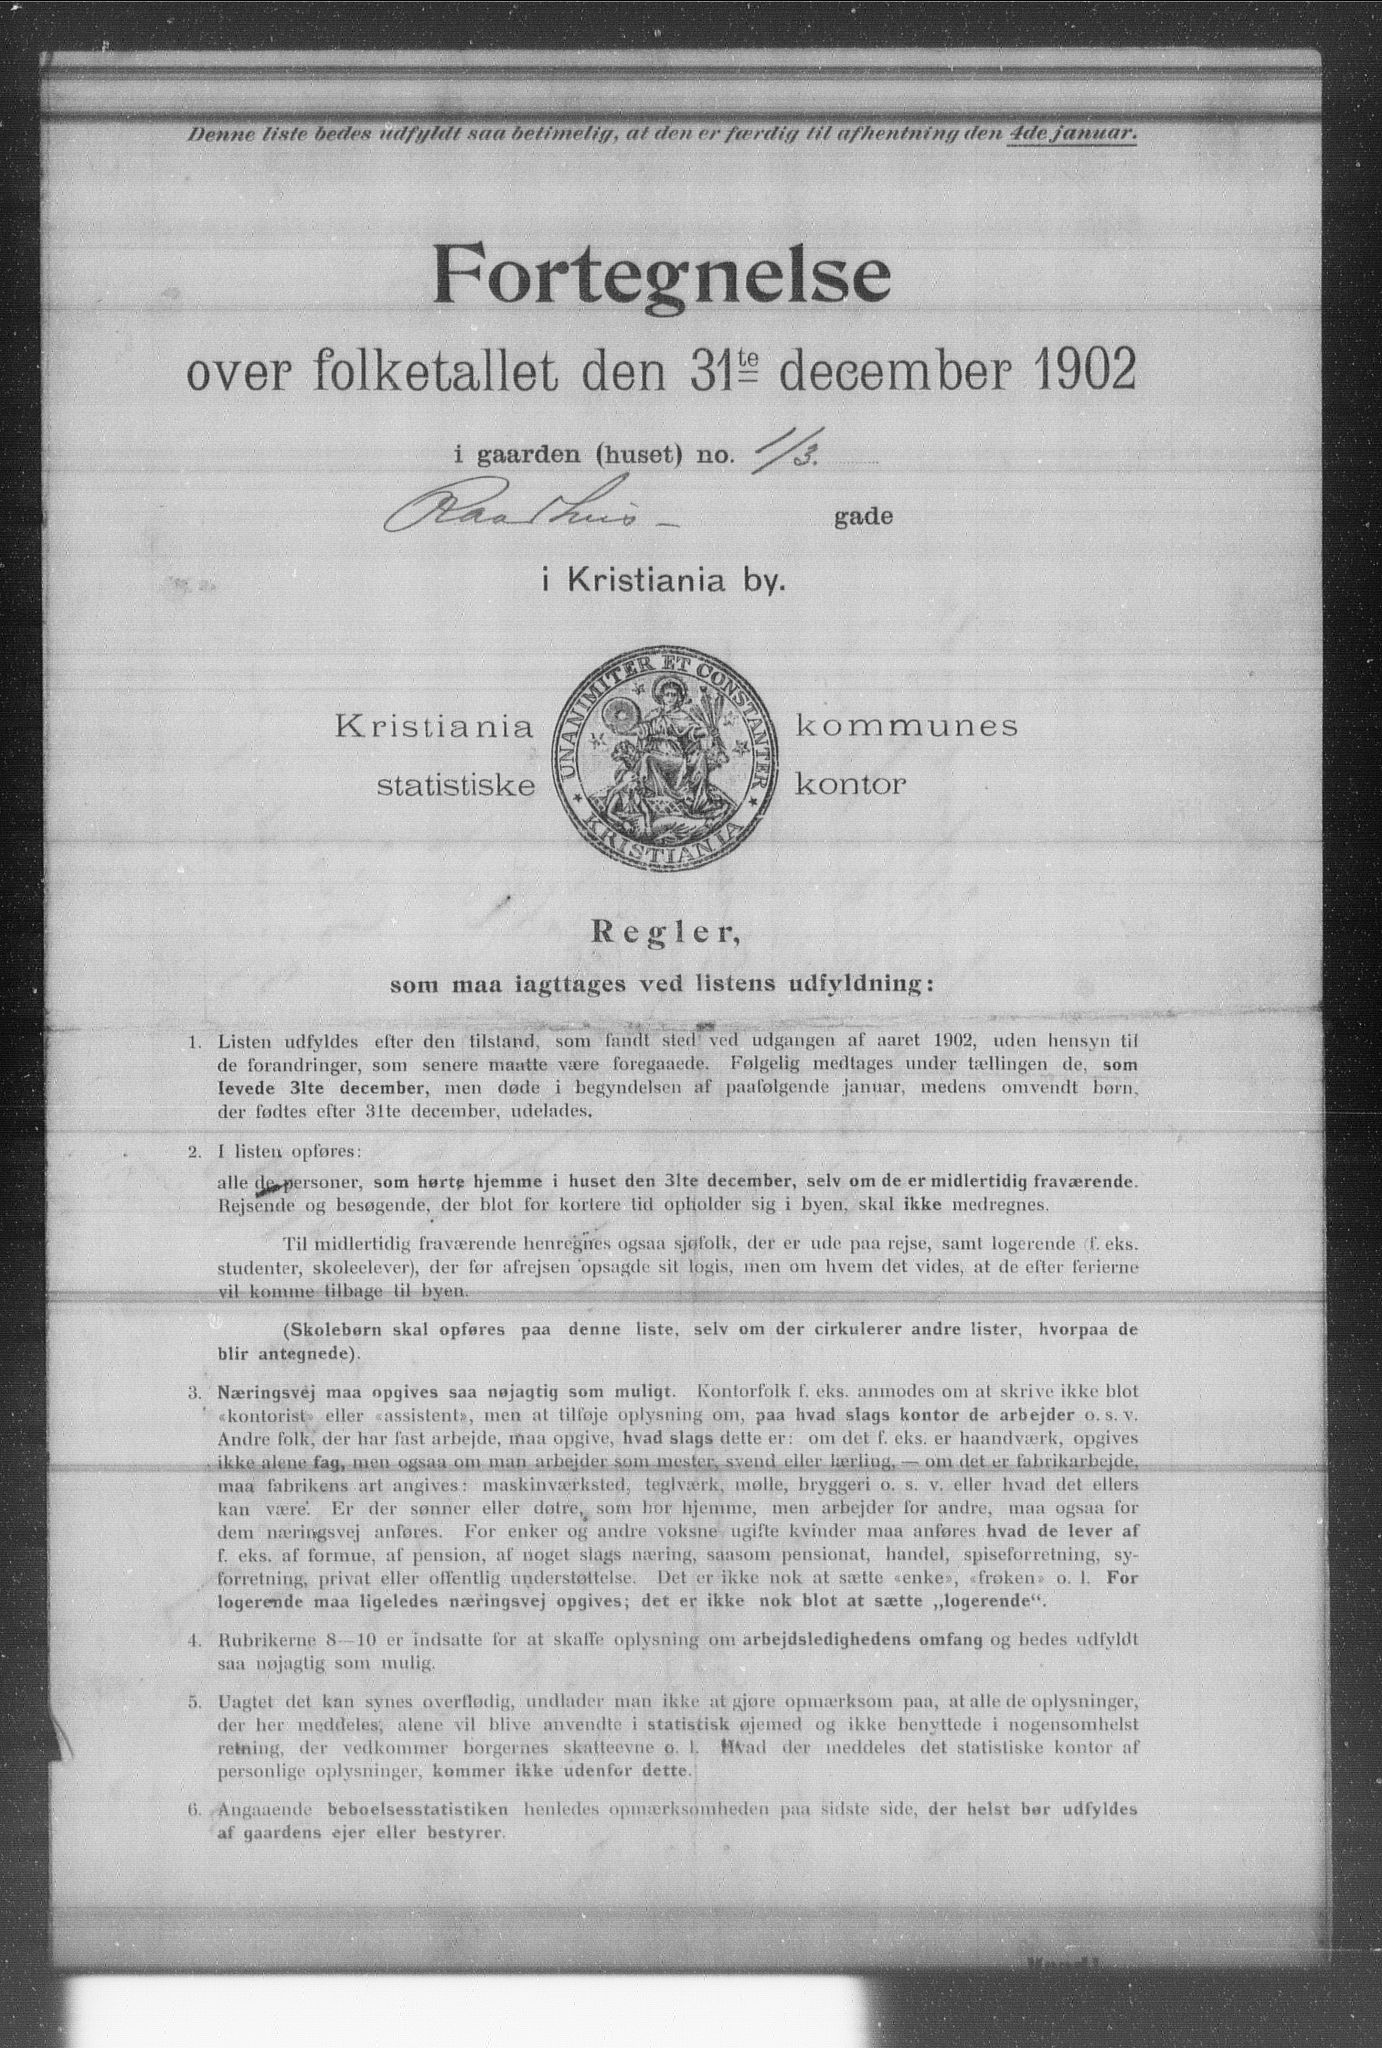 Denne liste bedes udfyldt saa betimelig, at den er færdig til afhentning den 4de januar.
Fortegnelse
over folketallet den 31te december 1902
i gaarden (huset) no. 1/3.
Raadhus- gade
i Kristiania by.
Kristiania kommunes
statistiske kontor
UNANIMITER ET CONSTANTER
KRISTIANIA
Regler,
som maa iagttages ved listens udfyldning:
1. Listen udfyldes efter den tilstand, som fandt sted ved udgangen af aaret 1902, uden hensyn til
de forandringer, som senere maatte være foregaaede. Følgelig medtages under tællingen de, som
levede 31te december, men døde i begyndelsen af paafølgende januar, medens omvendt børn,
der fødtes efter 31te december, udelades.
2. I listen opføres:
alle de personer, som hørte hjemme i huset den 31te december, selv om de er midlertidig fraværende.
Rejsende og besøgende, der blot for kortere tid opholder sig i byen, skal ikke medregnes.
Til midlertidig fraværende henregnes ogsaa sjøfolk, der er ude paa rejse, samt logerende (f. eks.
studenter, skoleelever), der før afrejsen opsagde sit logis, men om hvem det vides, at de efter ferierne
vil komme tilbage til byen.
(Skolebørn skal opføres paa denne liste, selv om der cirkulerer andre lister, hvorpaa de
blir antegnede).
3. Næringsvej maa opgives saa nøjagtig som muligt. Kontorfolk f. eks. anmodes om at skrive ikke blot
«kontorist» eller «assistent», men at tilføje oplysning om, paa hvad slags kontor de arbejder o. s. v.
Andre folk, der har fast arbejde, maa opgive, hvad slags dette er: om det f. eks. er haandværk, opgives
ikke alene fag, men ogsaa om man arbejder som mester, svend eller lærling, — om det er fabrikarbejde,
maa fabrikens art angives: maskinværksted, teglværk, mølle, bryggeri o. s. v. eller hvad det ellers
kan være. Er der sønner eller døtre, som bor hjemme, men arbejder for andre, maa ogsaa for
dem næringsvej anføres. For enker og andre voksne ugifte kvinder maa anføres hvad de lever af
f. eks. af formue, af pension, af noget slags næring, saasom pensionat, handel, spiseforretning, sy-
forretning, privat eller offentlig understøttelse. Det er ikke nok at sætte «enke», «frøken» o. l. For
logerende maa ligeledes næringsvej opgives; det er ikke nok blot at sætte „logerende“.
4. Rubrikerne 8—10 er indsatte for at skaffe oplysning om arbejdsledighedens omfang og bedes udfyldt
saa nøjagtig som mulig.
5. Uagtet det kan synes overflødig, undlader man ikke at gjøre opmærksom paa, at alle de oplysninger,
der her meddeles, alene vil blive anvendte i statistisk øjemed og ikke benyttede i nogensomhelst
retning, der vedkommer borgernes skatteevne o. l. Hvad der meddeles det statistiske kontor af
personlige oplysninger, kommer ikke udenfor dette.
6. Angaaende beboelsesstatistiken henledes opmærksomheden paa sidste side, der helst bør udfyldes
af gaardens ejer eller bestyrer.